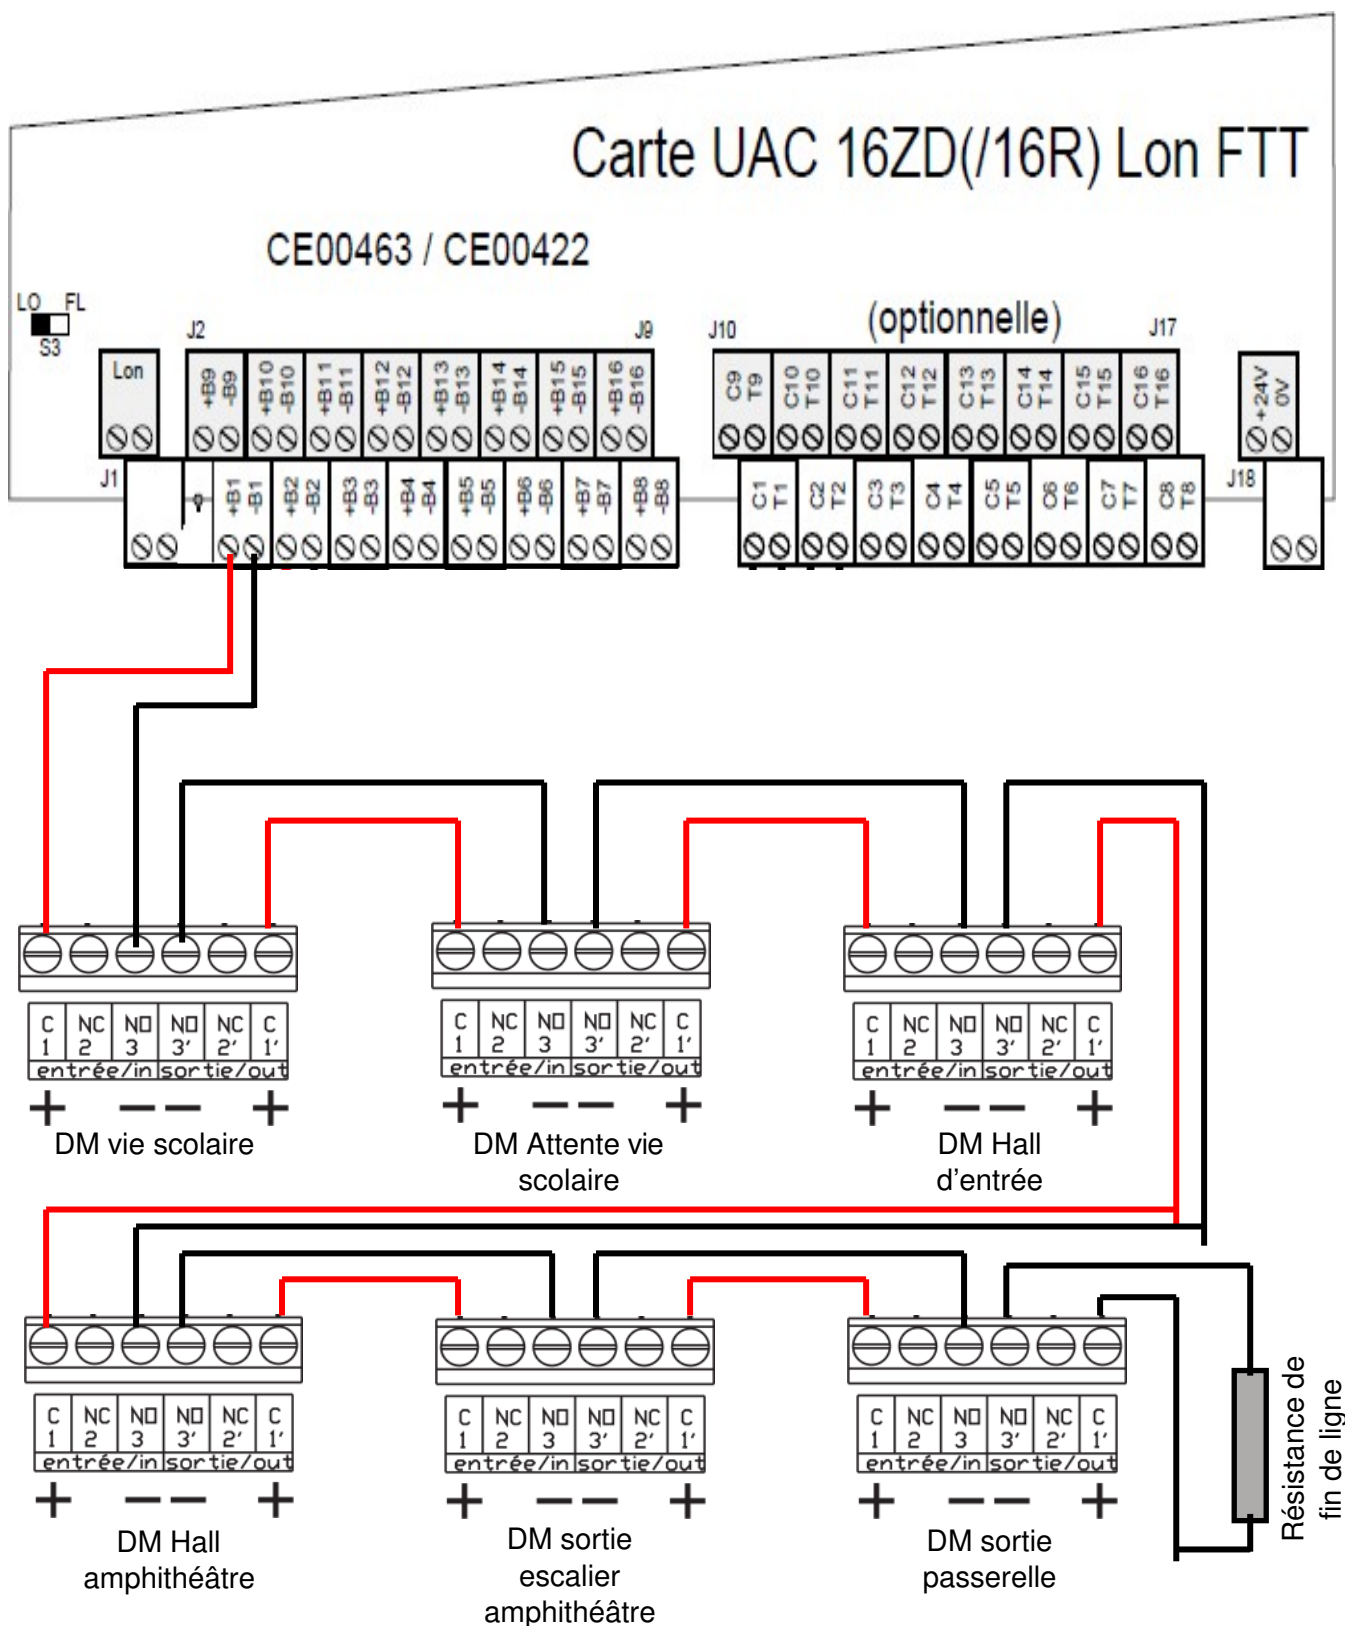 Carte UAC 16ZD(/16R) Lon FTT
CE00463 / CE00422
(optionnelle)
LO FL
S3
J2 J9 J10 J17
Lon +B9 -B9 +B10 -B10 +B11 -B11 +B12 -B12 +B13 -B13 +B14 -B14 +B15 -B15 +B16 -B16 C9 T9 C10 T10 C11 T11 C12 T12 C13 T13 C14 T14 C15 T15 C16 T16 +24V 0V
J1 +B1 -B1 +B2 -B2 +B3 -B3 +B4 -B4 +B5 -B5 +B6 -B6 +B7 -B7 +B8 -B8 C1 T1 C2 T2 C3 T3 C4 T4 C5 T5 C6 T6 C7 T7 C8 T8 J18
C NC NO NO NC C C NC NO NO NC C C NC NO NO NC C
1 2 3 3' 2' 1' 1 2 3 3' 2' 1' 1 2 3 3' 2' 1'
entrée/in sortie/out entrée/in sortie/out entrée/in sortie/out
+ — — + + — — + + — — +
DM vie scolaire
DM Attente vie
scolaire
DM Hall
d'entrée
C NC NO NO NC C C NC NO NO NC C C NC NO NO NC C
1 2 3 3' 2' 1' 1 2 3 3' 2' 1' 1 2 3 3' 2' 1'
entrée/in sortie/out entrée/in sortie/out entrée/in sortie/out
+ — — + + — — + + — — +
DM Hall
amphithéâtre
DM sortie
escalier
amphithéâtre
DM sortie
passerelle
Résistance de
fin de ligne